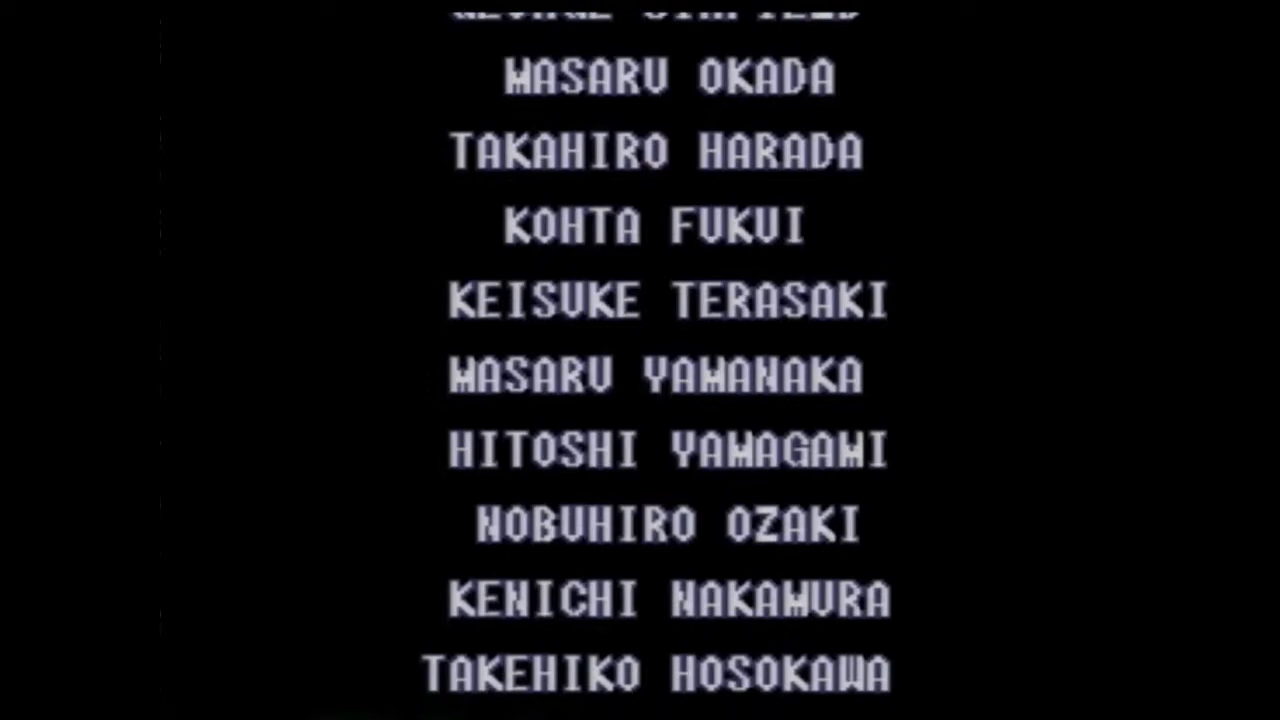 MASARU OKADA
TAKAHIRO HARADA
KOHTA FUKUI
KEISUKE TERASAKI
MASARU YAMANAKA
HITOSHI YAMAGAMI
NOBUHIRO OZAKI
KENICHI NAKAMURA
TAKEHIKO HOSOKAWA